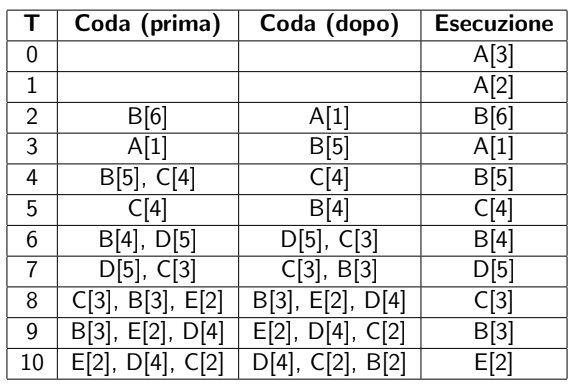 T Coda (prima) Coda (dopo) Esecuzione
0 A[3]
1 A[2]
2 B[6] A[1] B[6]
3 A[1] B[5] A[1]
4 B[5], C[4] C[4] B[5]
5 C[4] B[4] C[4]
6 B[4], D[5] D[5], C[3] B[4]
7 D[5], C[3] C[3], B[3] D[5]
8 C[3], B[3], E[2] B[3], E[2], D[4] C[3]
9 B[3], E[2], D[4] E[2], D[4], C[2] B[3]
10 E[2], D[4], C[2] D[4], C[2], B[2] E[2]